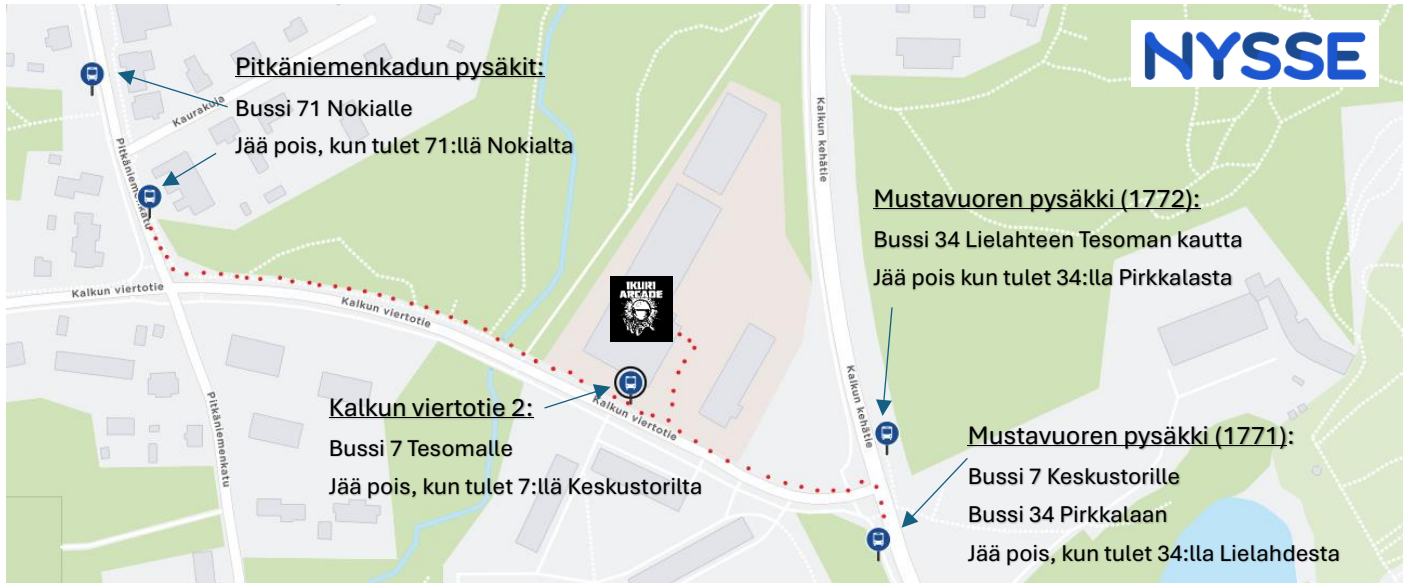 NYSSE
Pitkäniemenkadun pysäkit:
Bussi 71 Nokialle
Jää pois, kun tulet 71:llä Nokialta
Kaurakuja
Pitkäniemenkatu
Kalkun kehätie
Mustavuoren pysäkki (1772):
Bussi 34 Lielahteen Tesoman kautta
Jää pois kun tulet 34:lla Pirkkalasta
Kalkun viertotie
Kalkun viertotie
IKURI
ARCADE
Kalkun viertotie 2:
Bussi 7 Tesomalle
Jää pois, kun tulet 7:llä Keskustorilta
Kalkun viertotie
Pitkäniemenkatu
Kalkun kehätie
Mustavuoren pysäkki (1771):
Bussi 7 Keskustorille
Bussi 34 Pirkkalaan
Jää pois, kun tulet 34:lla Lielahdesta